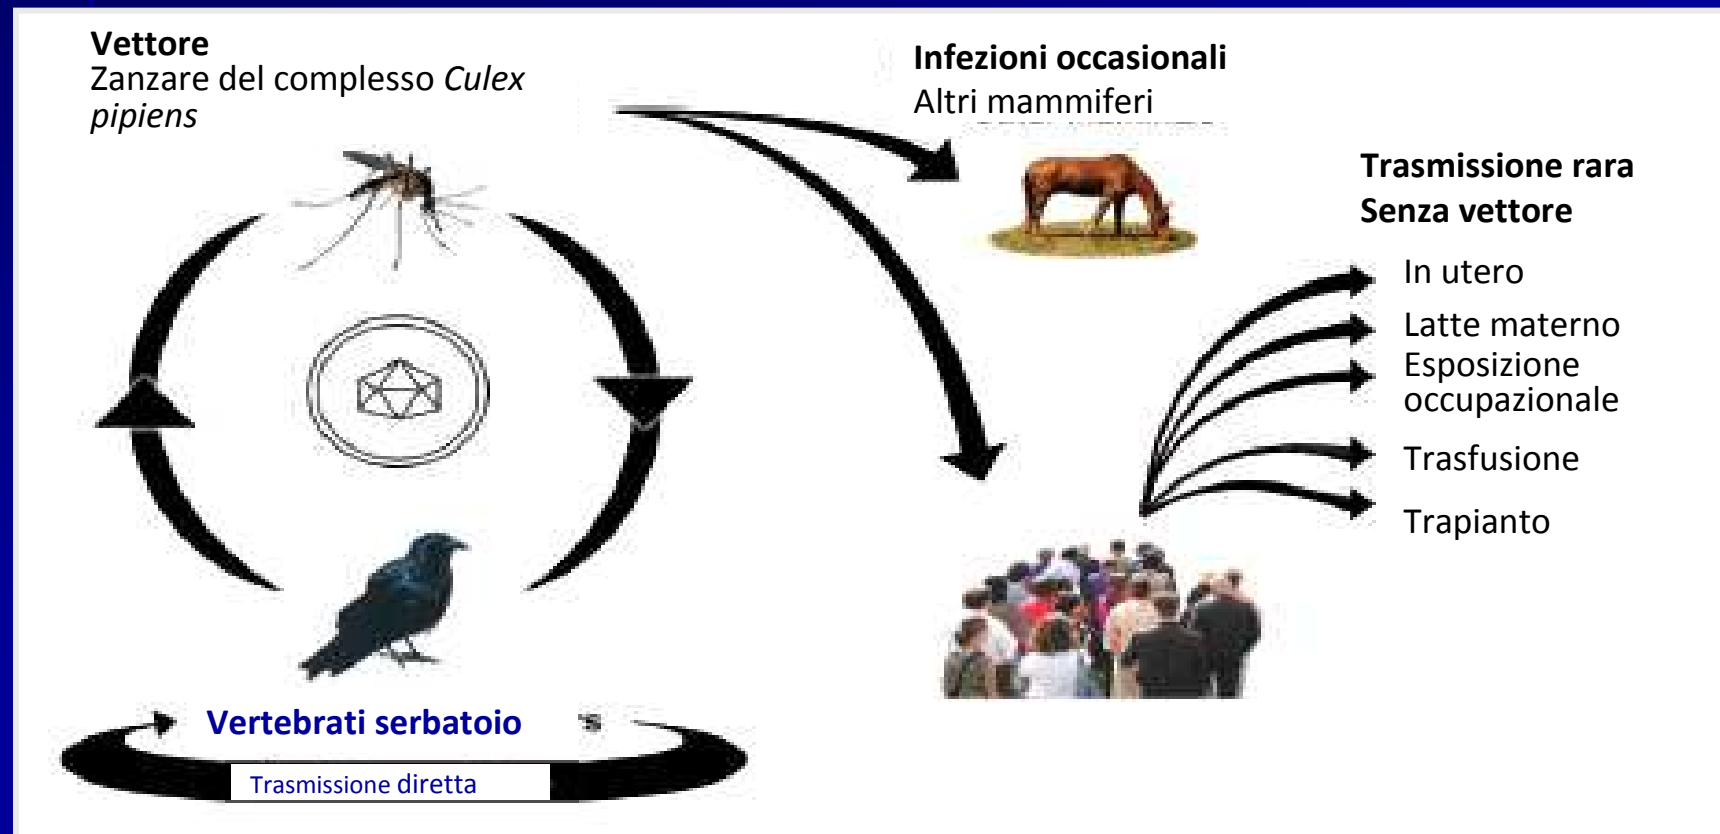 Vettore
Zanzare del complesso Culex
pipiens
Infezioni occasionali
Altri mammiferi
Trasmissione rara
Senza vettore
In utero
Latte materno
Esposizione
occupazionale
Trasfusione
Trapianto
Vertebrati serbatoio
s
Trasmissione diretta